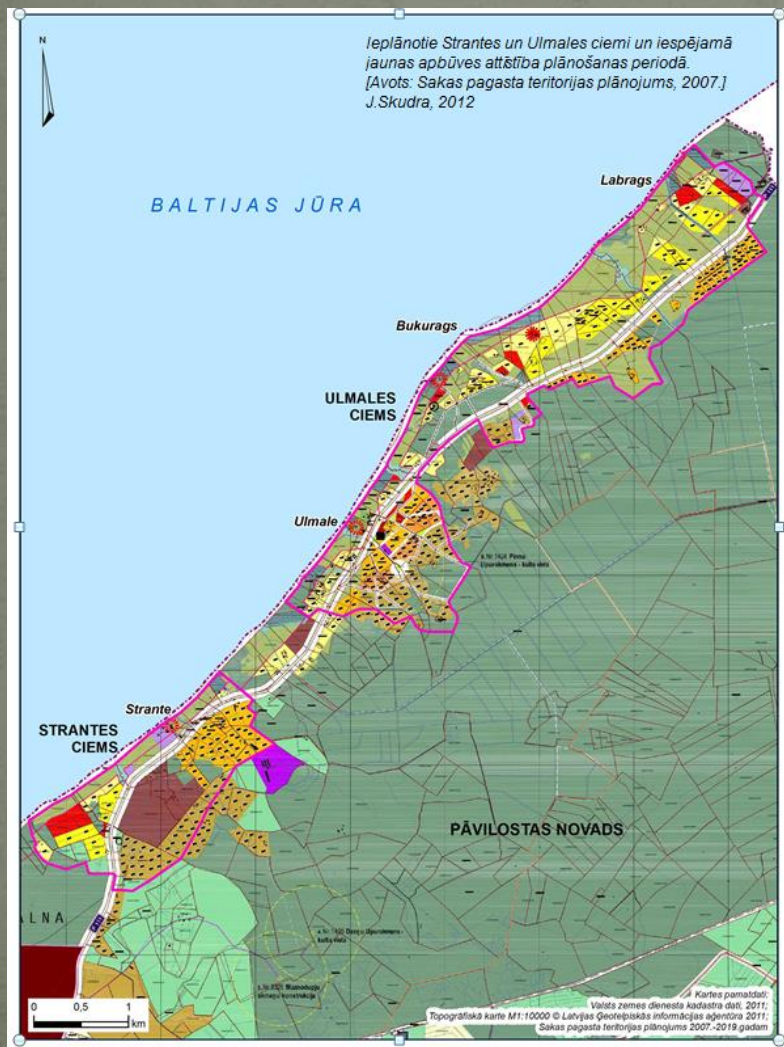 Ieplānotie Strantes un Ulmales ciemi un iespējamā
jaunas apbūves attīstība plānošanas periodā.
[Avots: Sakas pagasta teritorijas plānojums, 2007.]
J.Skudra, 2012
N
BALTIJAS JŪRA
Labrags
Bukurags
ULMALES
CIEMS
Ulmale
Strante
STRANTES
CIEMS
PĀVILOSTAS NOVADS
ALNA
0 0,5 1
km
Kartes pamatdati:
Valsts zemes dienesta kadastra dati, 2011;
Topogrāfiskā karte M1:10000 © Latvijas Ģeotelpiskās informācijas aģentūra 2011;
Sakas pagasta teritorijas plānojums 2007.-2019.gadam